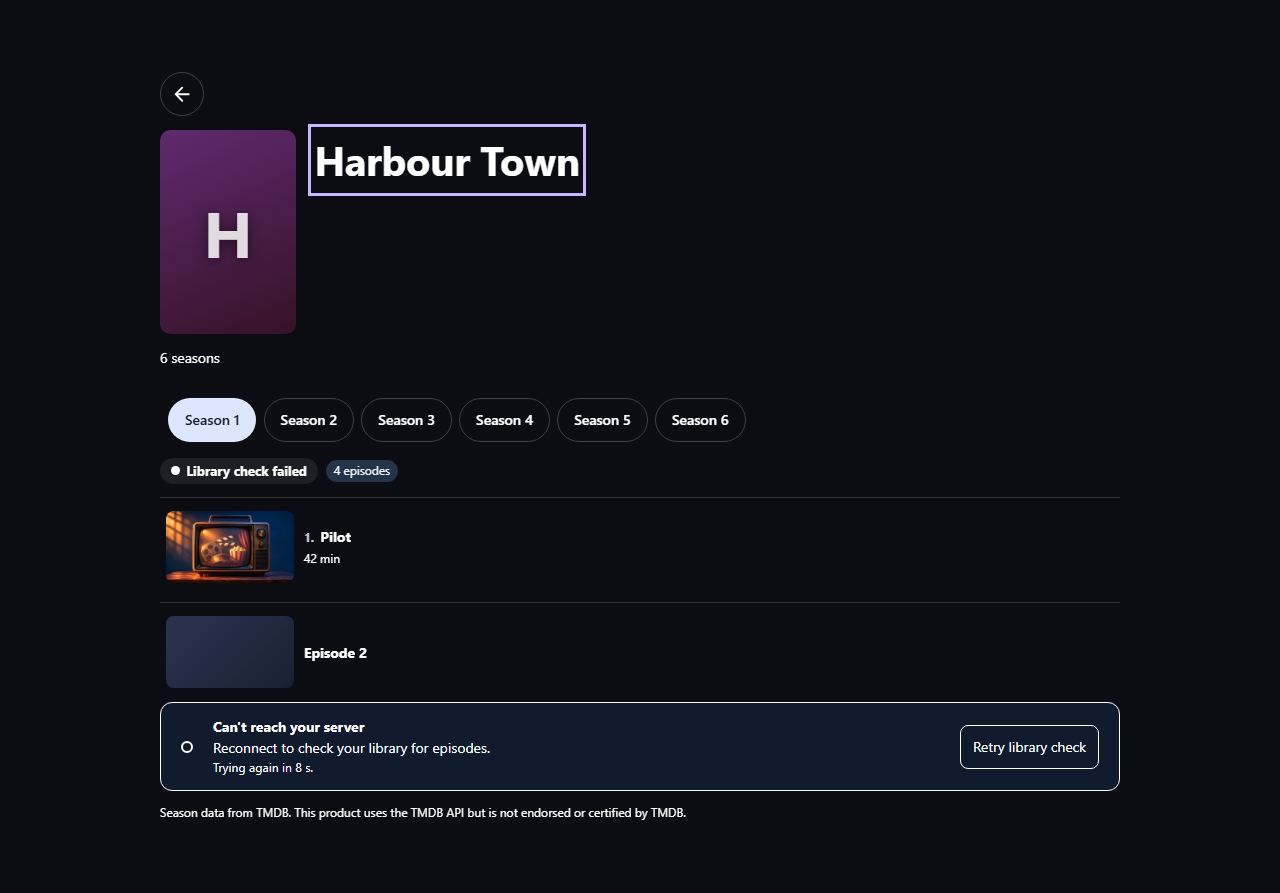 Harbour Town
H
6 seasons
Season 1 Season 2 Season 3 Season 4 Season 5 Season 6
Library check failed 4 episodes
1. Pilot
42 min
Episode 2
Can't reach your server
Reconnect to check your library for episodes.
Trying again in 8 s.
Retry library check
Season data from TMDB. This product uses the TMDB API but is not endorsed or certified by TMDB.